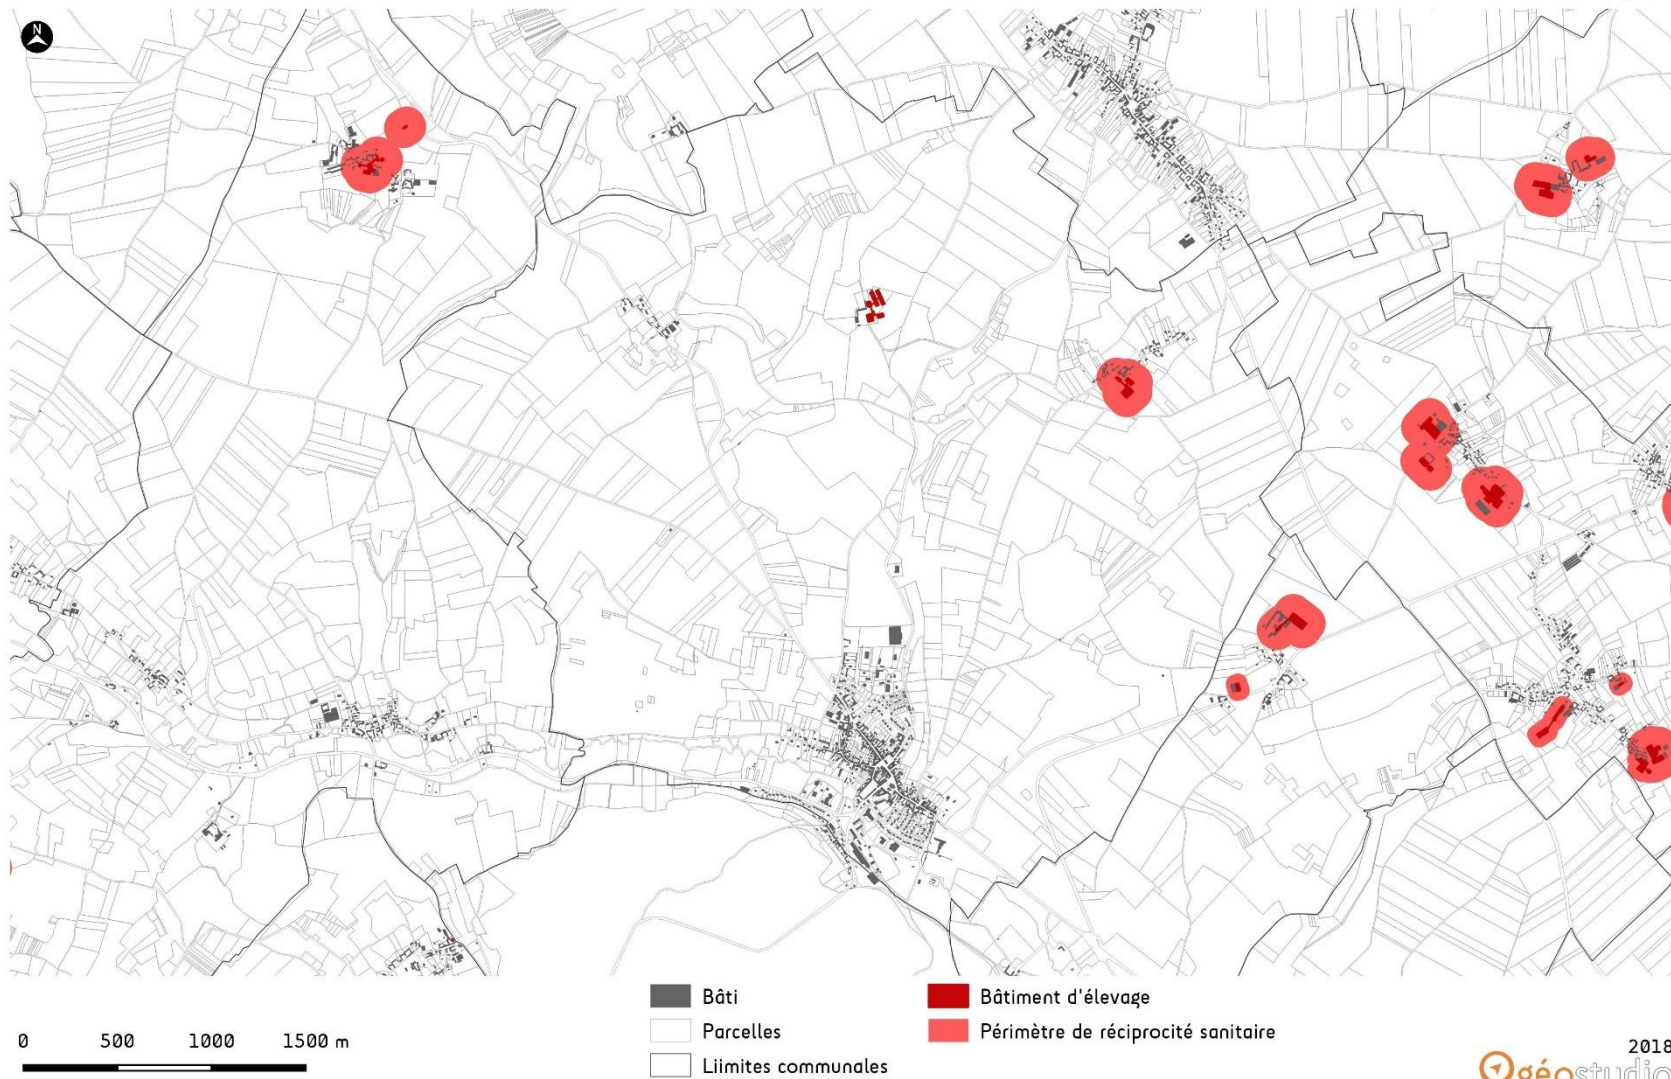 N
Bâti
Bâtiment d'élevage
Parcelles
Périmètre de réciprocité sanitaire
Liimites communales
0 500 1000 1500 m
2018
géostudio